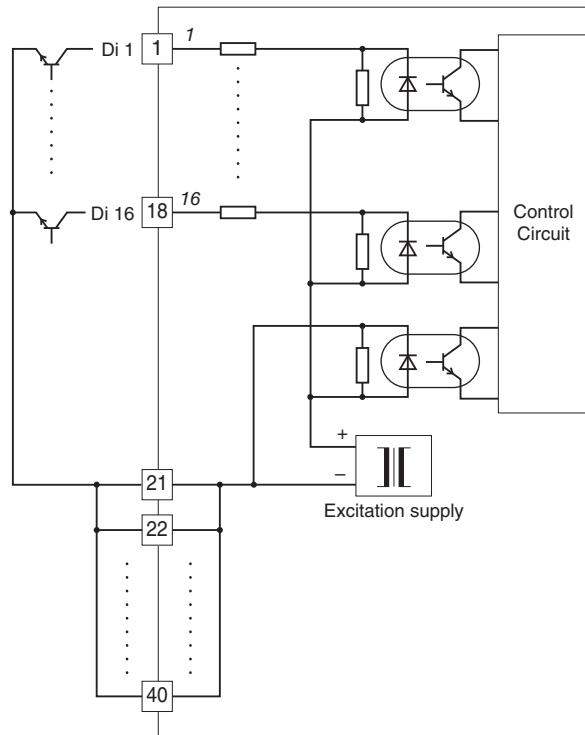 Di 1 1 1
Di 16 18 16
Control
Circuit
+
–
21
Excitation supply
22
40